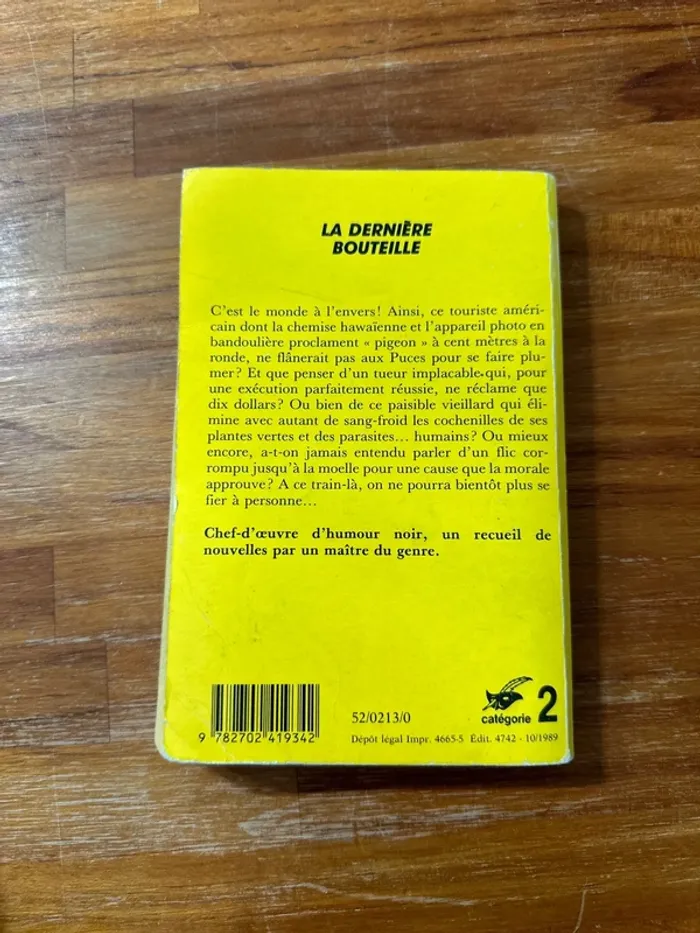 LA DERNIÈRE
BOUTEILLE
C'est le monde à l'envers! Ainsi, ce touriste améri-
cain dont la chemise hawaïenne et l'appareil photo en
bandoulière proclament « pigeon » à cent mètres à la
ronde, ne flânerait pas aux Puces pour se faire plu-
mer? Et que penser d'un tueur implacable qui, pour
une exécution parfaitement réussie, ne réclame que
dix dollars? Ou bien de ce paisible vieillard qui éli-
mine avec autant de sang-froid les cochenilles de ses
plantes vertes et des parasites... humains? Ou mieux
encore, a-t-on jamais entendu parler d'un flic cor-
rompu jusqu'à la moelle pour une cause que la morale
approuve? A ce train-là, on ne pourra bientôt plus se
fier à personne...
Chef-d'œuvre d'humour noir, un recueil de
nouvelles par un maître du genre.
9 782702 419342
52/0213/0
catégorie 2
Dépôt légal Impr. 4665-5 Édit. 4742 - 10/1989